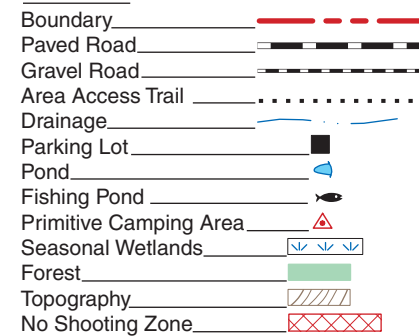 Boundary
Paved Road
Gravel Road
Area Access Trail
Drainage
Parking Lot
Pond
Fishing Pond
Primitive Camping Area
Seasonal Wetlands
Forest
Topography
No Shooting Zone